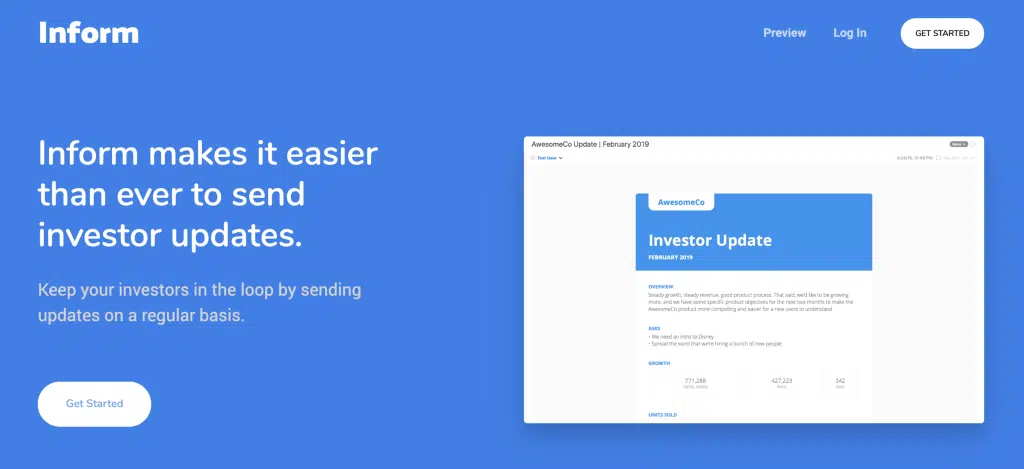 Inform
Preview Log In GET STARTED
Inform makes it easier
than ever to send
investor updates.
Keep your investors in the loop by sending
updates on a regular basis.
Get Started
AwesomeCo Update | February 2019
Test User
AwesomeCo
Investor Update
FEBRUARY 2019
OVERVIEW
Steady growth, steady revenue, good product process. That said, we'd like to be growing
more, and we have some specific product objectives for the next two months to make the
AwesomeCo product more competing and easier for a new users to understand
ASKS
• We need an intro to Disney
• Spread the word that we're hiring a bunch of new people.
GROWTH
771,288 427,223 342
UNITS SOLD